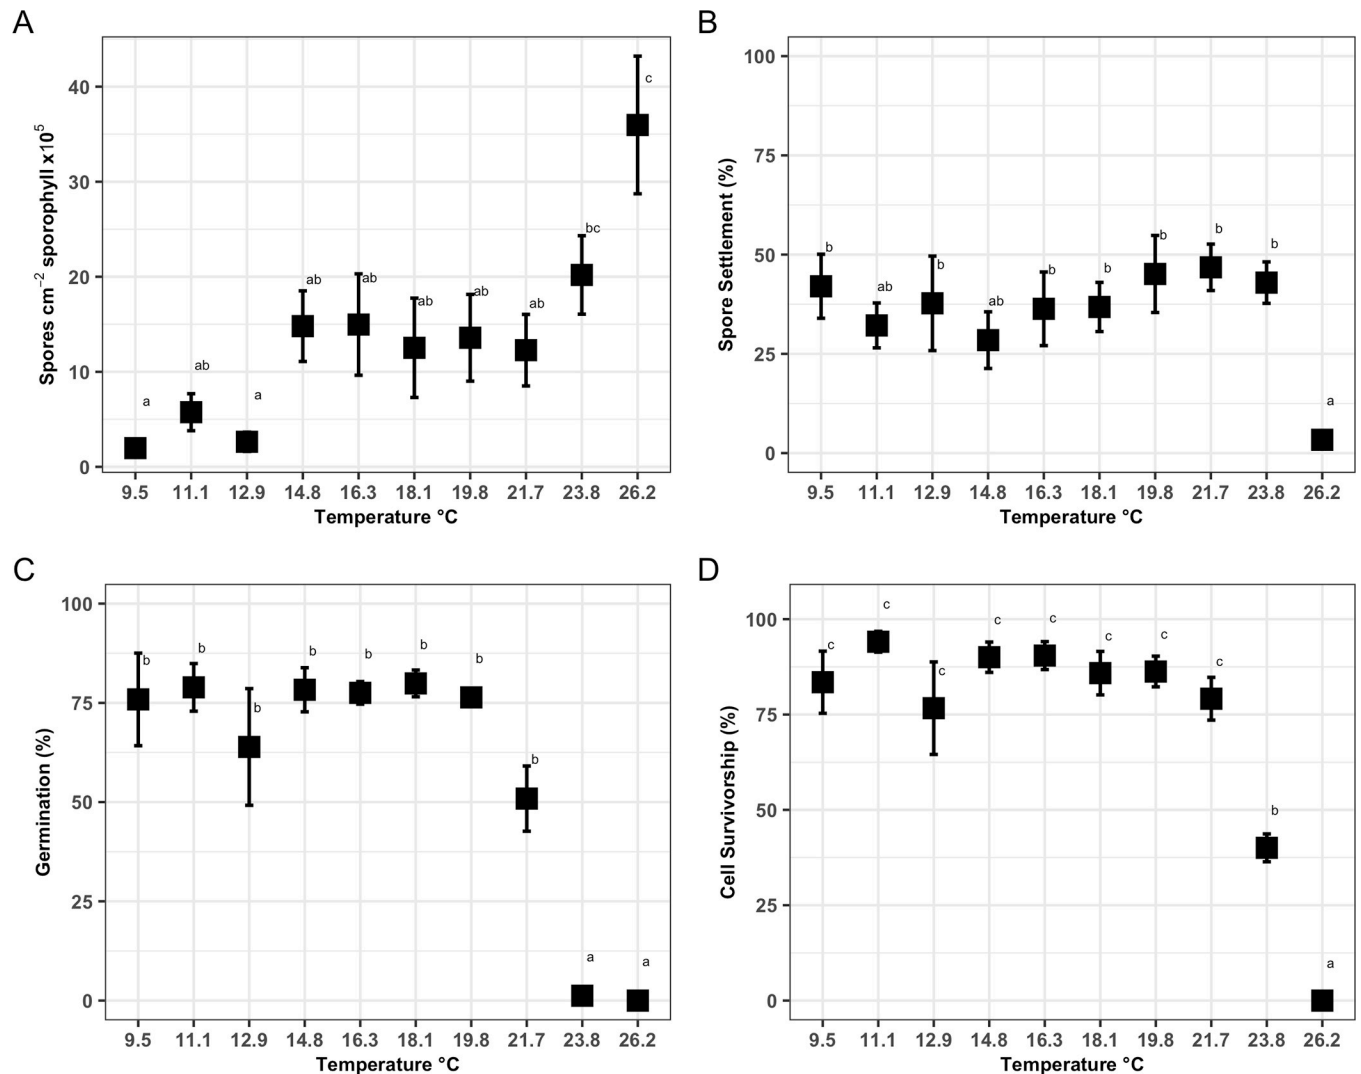 A
Spores cm⁻² sporophyll x10⁵
40
30
20
10
0
a
ab
a
ab
ab
ab
ab
ab
bc
c
9.5 11.1 12.9 14.8 16.3 18.1 19.8 21.7 23.8 26.2
Temperature °C
B
Spore Settlement (%)
100
75
50
25
0
b
ab
b
ab
b
b
b
b
b
a
9.5 11.1 12.9 14.8 16.3 18.1 19.8 21.7 23.8 26.2
Temperature °C
C
Germination (%)
100
75
50
25
0
b
b
b
b
b
b
b
b
a
a
9.5 11.1 12.9 14.8 16.3 18.1 19.8 21.7 23.8 26.2
Temperature °C
D
Cell Survivorship (%)
100
75
50
25
0
c
c
c
c
c
c
c
c
b
a
9.5 11.1 12.9 14.8 16.3 18.1 19.8 21.7 23.8 26.2
Temperature °C